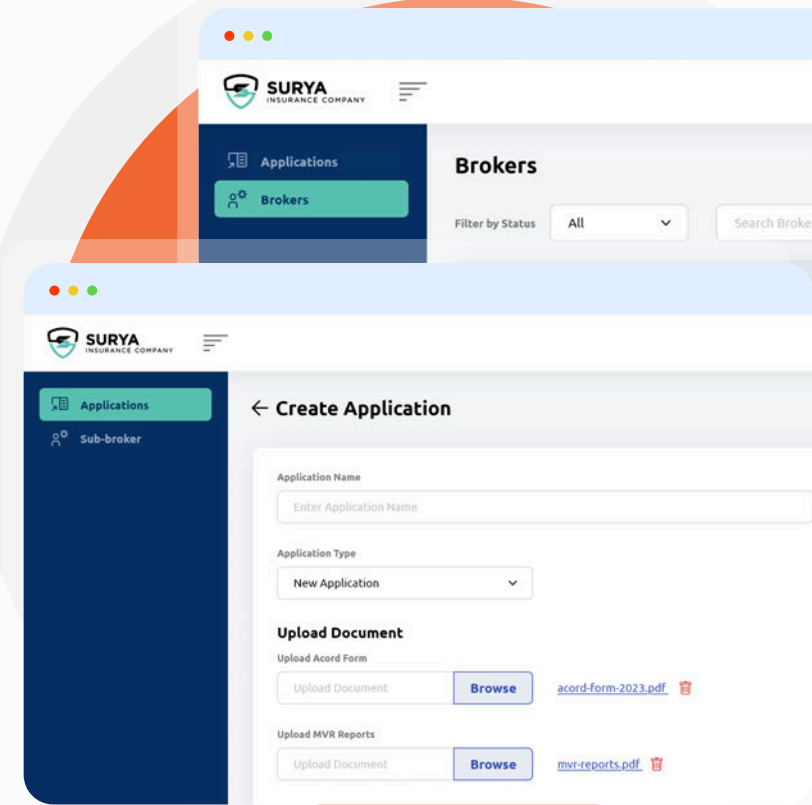 SURYA
INSURANCE COMPANY
Applications
Brokers
Brokers
Filter by Status
All
Search Broke
SURYA
INSURANCE COMPANY
Applications
Sub-broker
Create Application
Application Name
Enter Application Name
Application Type
New Application
Upload Document
Upload Acord Form
Upload Document
Browse
acord-form-2023.pdf
Upload MVR Reports
Upload Document
Browse
mvr-reports.pdf